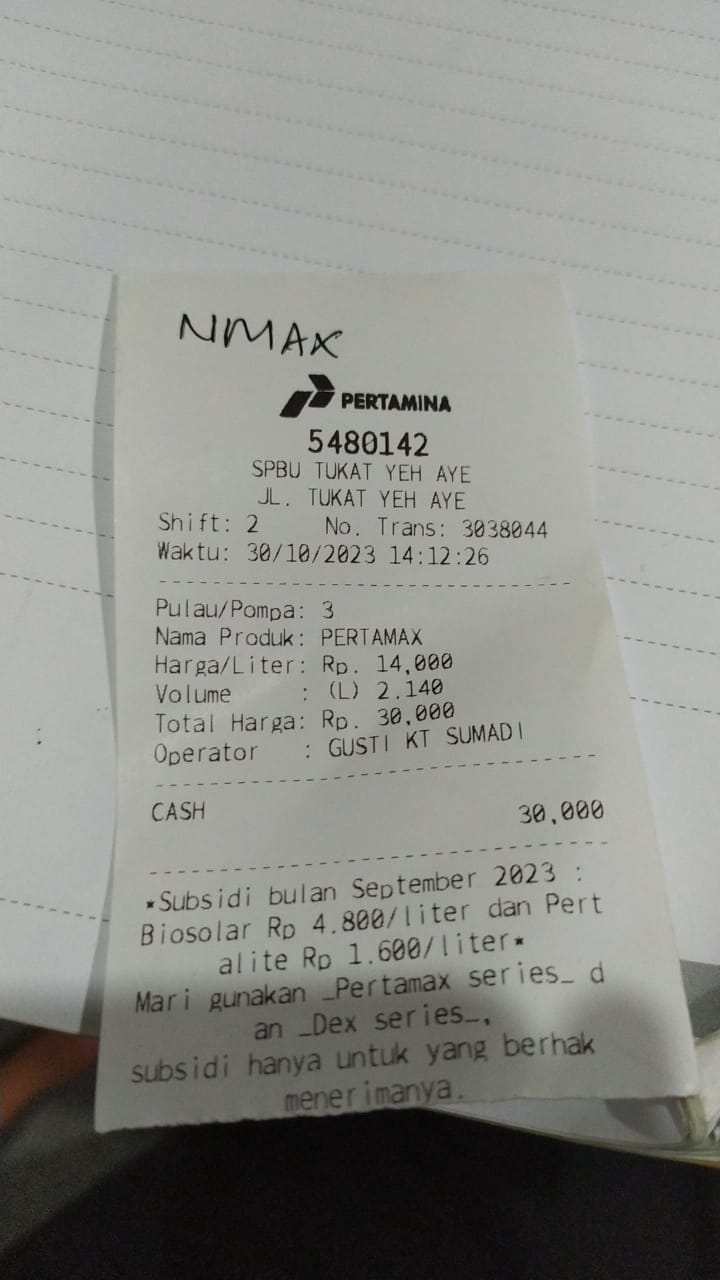 NMAX
PERTAMINA
5480142
SPBU TUKAT YEH AYE
JL. TUKAT YEH AYE
Shift: 2 No. Trans: 3038044
Waktu: 30/10/2023 14:12:26
Pulau/Pompa: 3
Nama Produk: PERTAMAX
Harga/Liter: Rp. 14,000
Volume : (L) 2.140
Total Harga: Rp. 30,000
Operator : GUSTI KT SUMADI
CASH 30,000
*Subsidi bulan September 2023 :
Biosolar Rp 4.800/liter dan Pert
alite Rp 1.600/liter*
Mari gunakan _Pertamax series_ d
an _Dex series_,
subsidi hanya untuk yang berhak
menerimanya.